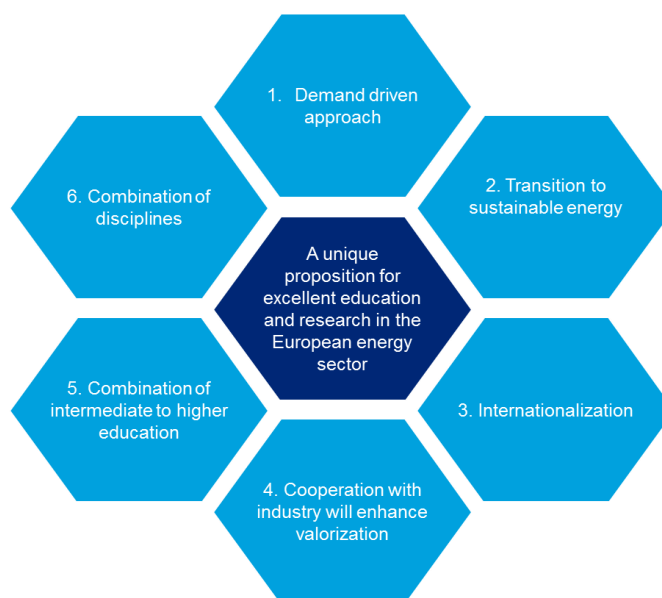 1. Demand driven
approach
2. Transition to
sustainable energy
3. Internationalization
4. Cooperation with
industry will enhance
valorization
5. Combination of
intermediate to higher
education
6. Combination of
disciplines
A unique
proposition for
excellent education
and research in the
European energy
sector